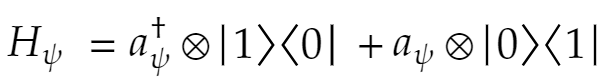 H_ψ = a_ψ^† ⊗ |1⟩⟨0| + a_ψ ⊗ |0⟩⟨1|